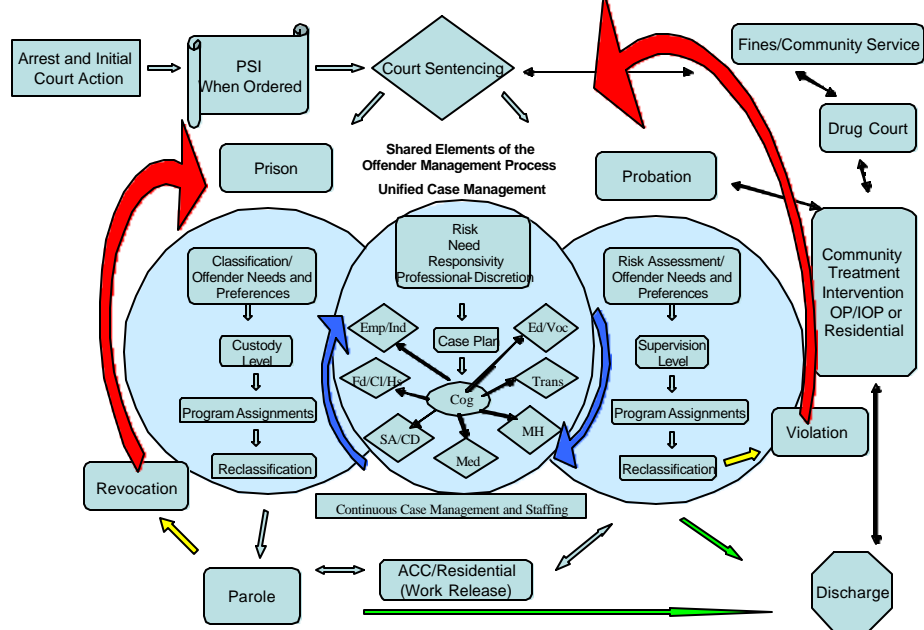 Arrest and Initial
Court Action
PSI
When Ordered
Court Sentencing
Fines/Community Service
Drug Court
Shared Elements of the
Offender Management Process
Unified Case Management
Prison
Probation
Classification/
Offender Needs and
Preferences
Custody
Level
Program Assignments
Reclassification
Risk
Need
Responsivity
Professional-Discretion
Case Plan
Emp/Ind
Ed/Voc
Fd/Cl/Hs
Cog
Trans
SA/CD
Med
MH
Risk Assessment/
Offender Needs and
Preferences
Supervision
Level
Program Assignments
Reclassification
Community
Treatment
Intervention
OP/IOP or
Residential
Violation
Revocation
Continuous Case Management and Staffing
Parole
ACC/Residential
(Work Release)
Discharge